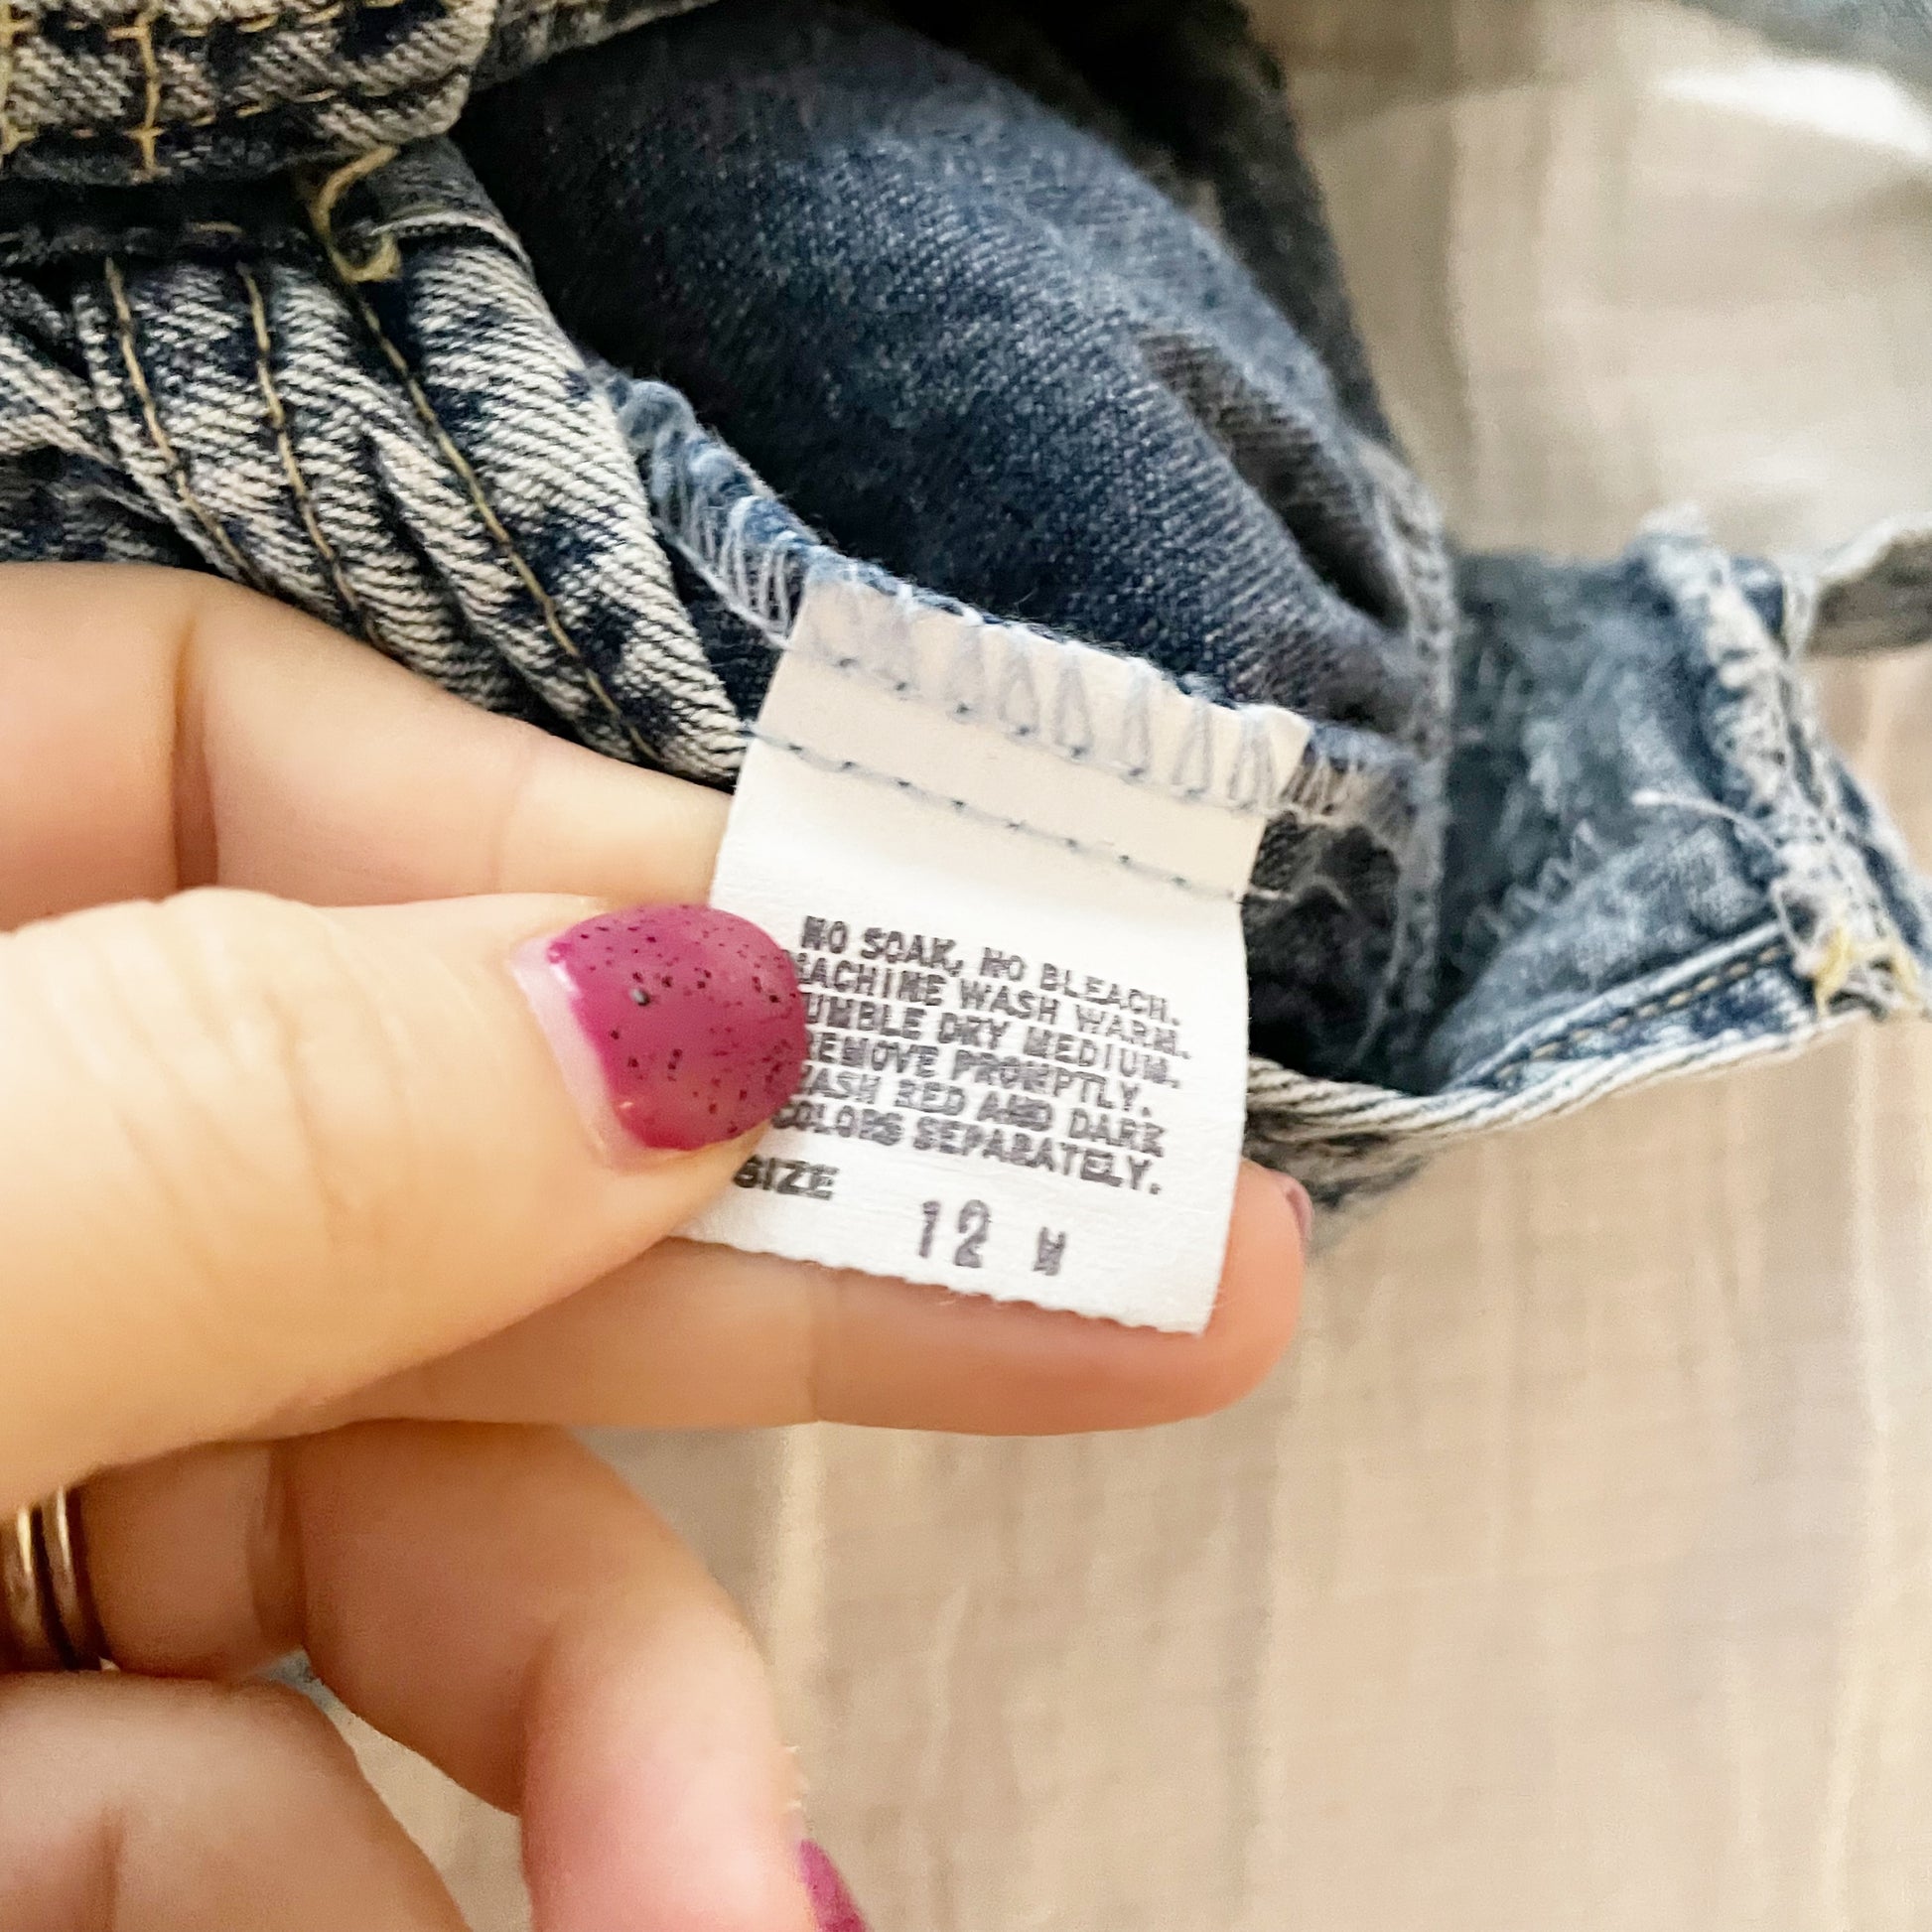 NO SOAK, NO BLEACH.
MACHINE WASH WARM.
TUMBLE DRY MEDIUM.
REMOVE PROMPTLY.
WASH RED AND DARK
COLORS SEPARATELY.
SIZE
12 M